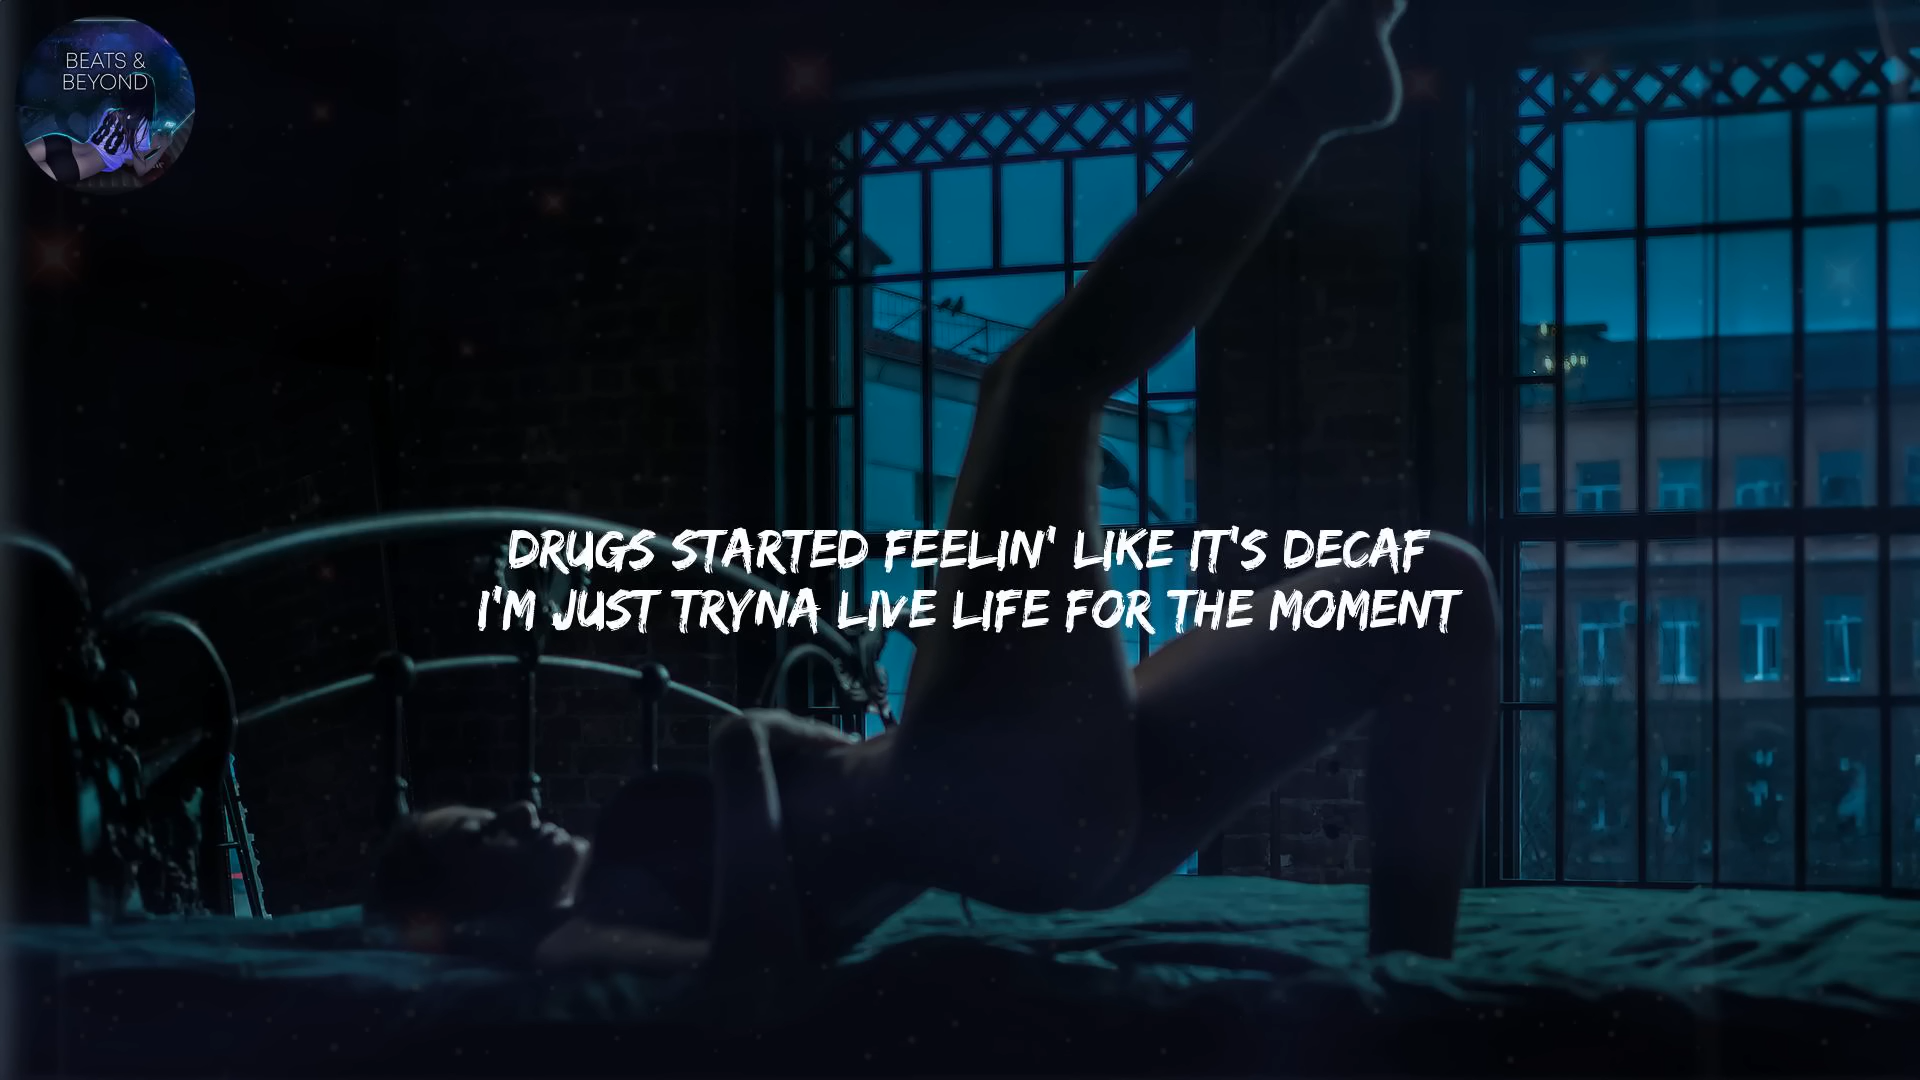 BEATS &
BEYOND
DRUGS STARTED FEELIN' LIKE IT'S DECAF
I'M JUST TRYNA LIVE LIFE FOR THE MOMENT